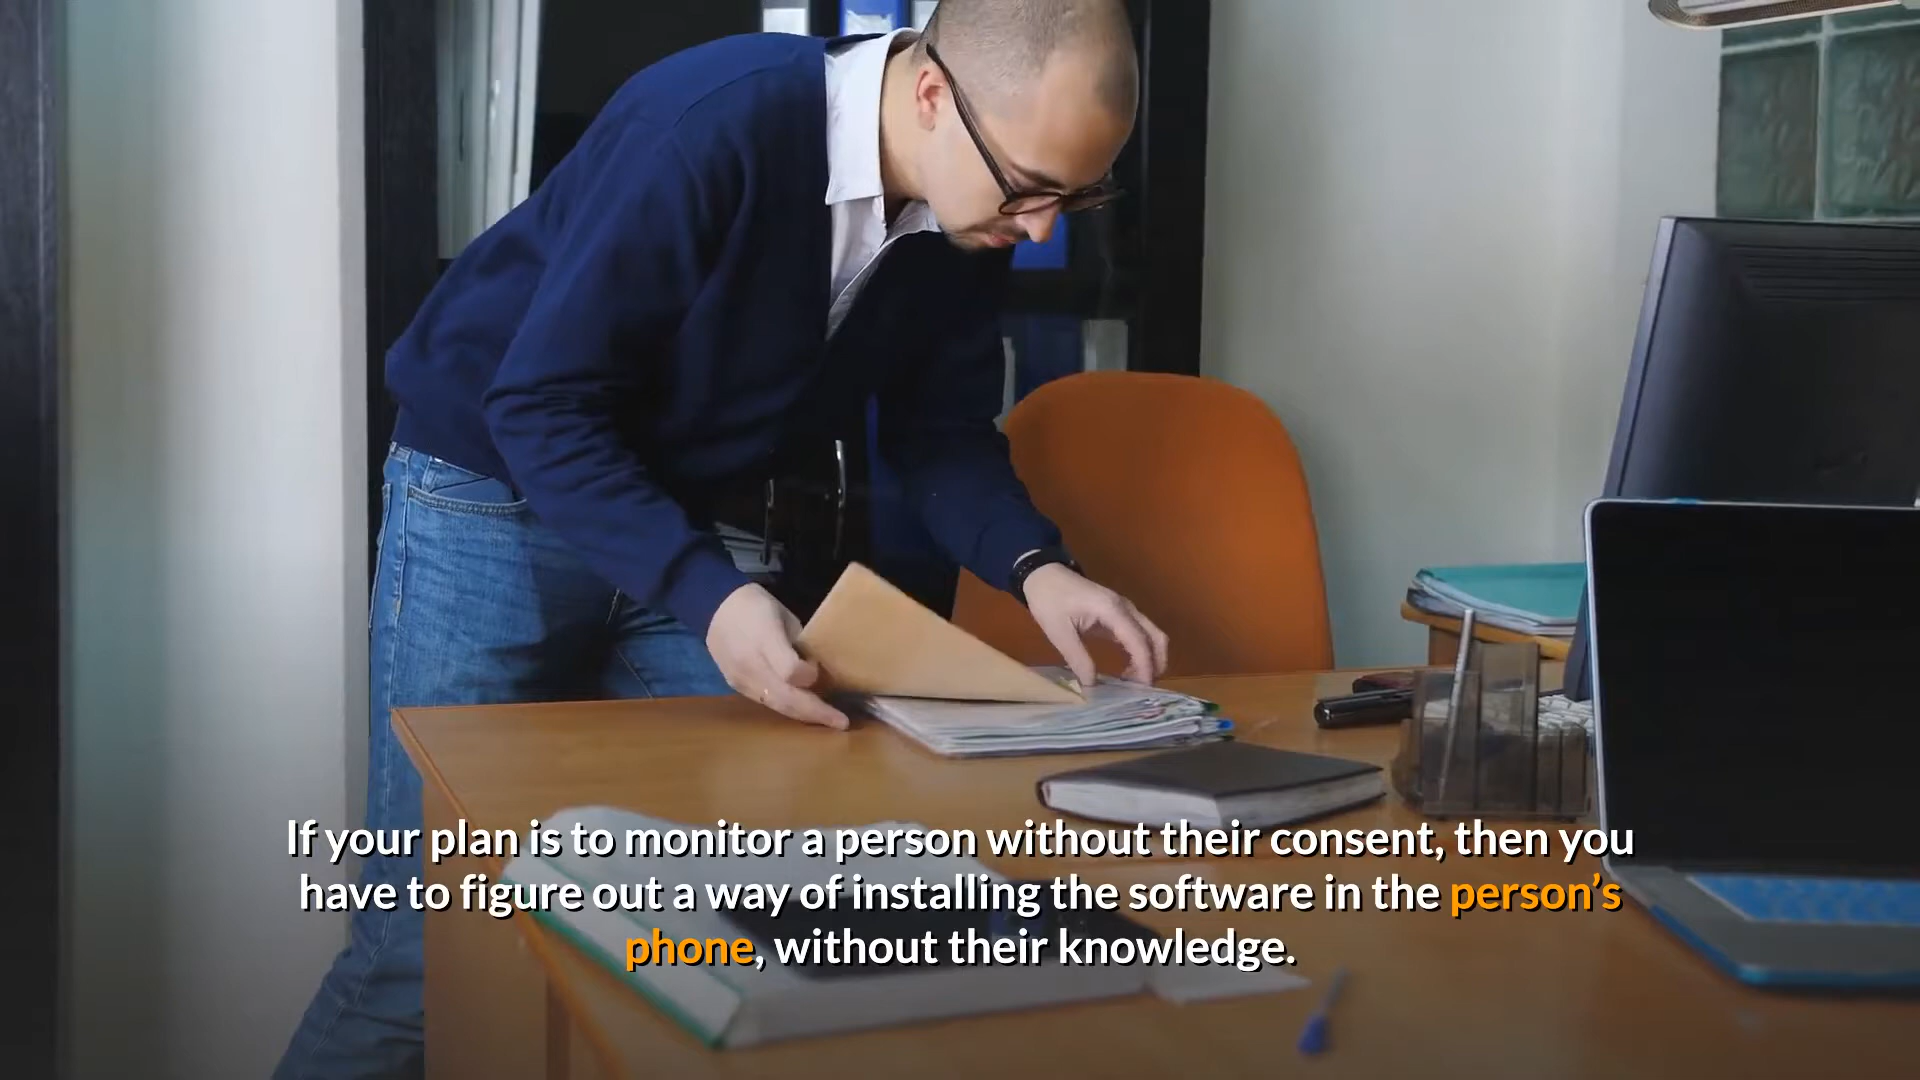 If your plan is to monitor a person without their consent, then you
have to figure out a way of installing the software in the person’s
phone, without their knowledge.